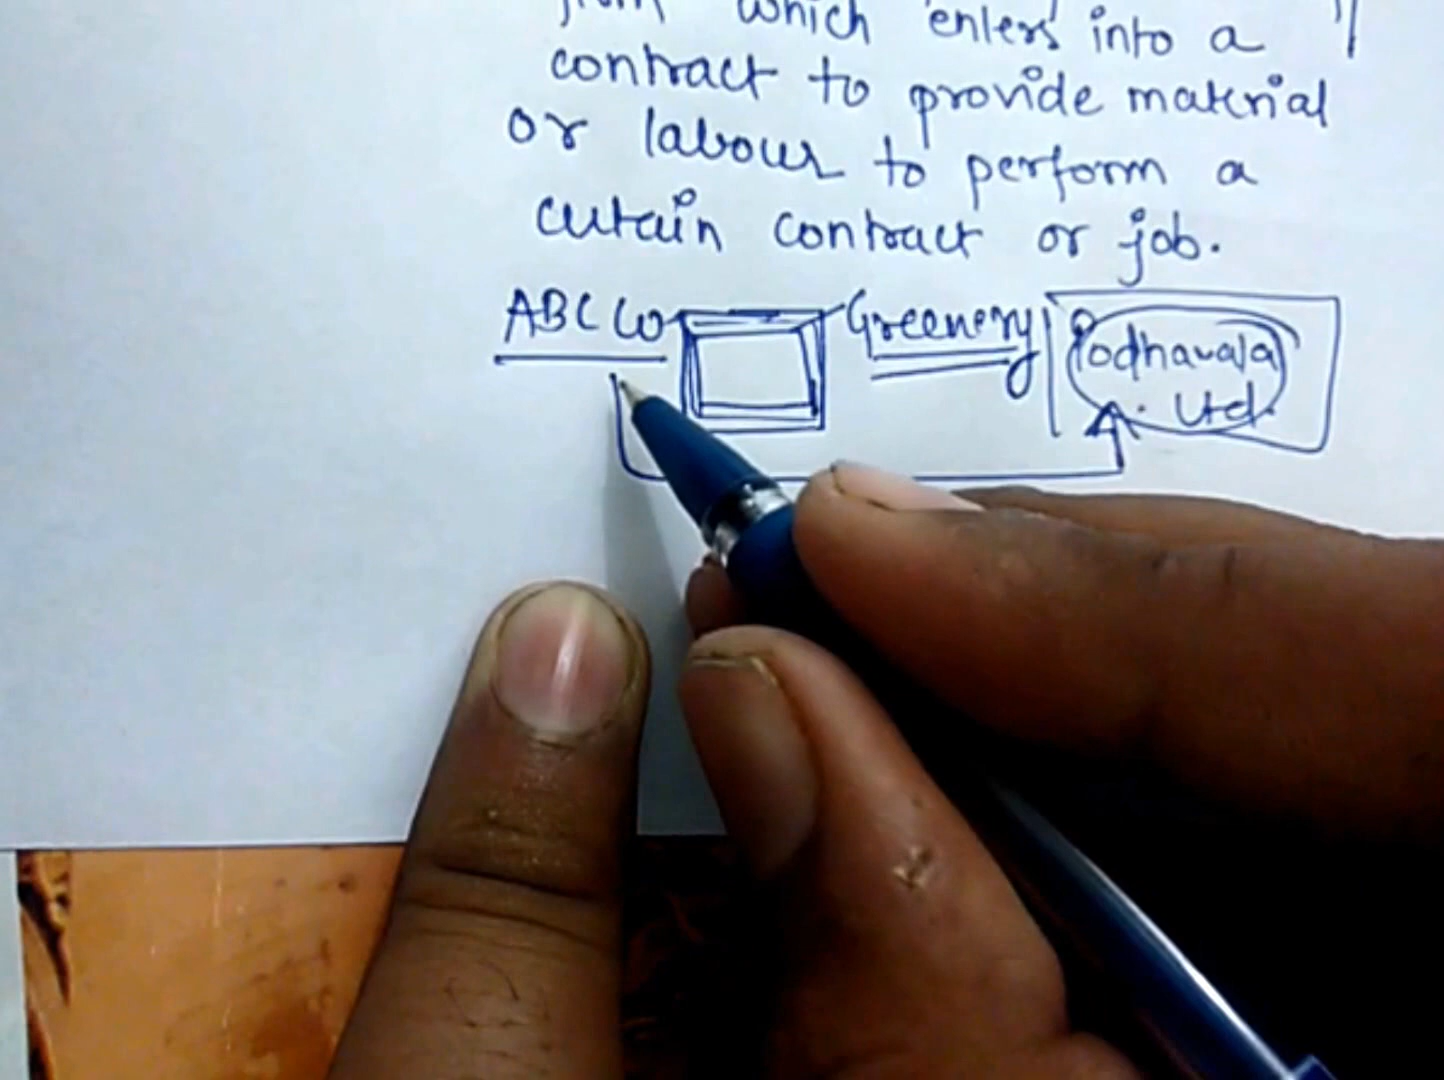 which enters into a
contract to provide material
or labour to perform a
certain contract or job.
ABC Co Greenery Podhavala
Ltd.